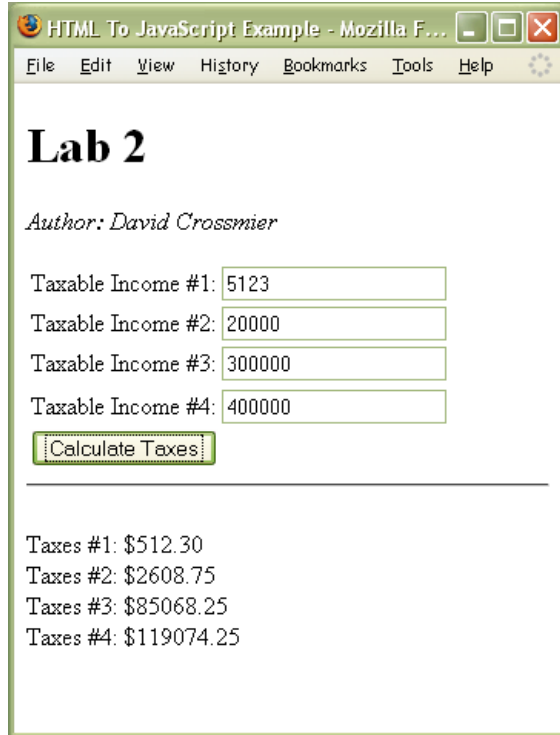 HTML To JavaScript Example - Mozilla F...
File Edit View History Bookmarks Tools Help
Lab 2
Author: David Crossmier
Taxable Income #1: 5123
Taxable Income #2: 20000
Taxable Income #3: 300000
Taxable Income #4: 400000
Calculate Taxes
Taxes #1: $512.30
Taxes #2: $2608.75
Taxes #3: $85068.25
Taxes #4: $119074.25